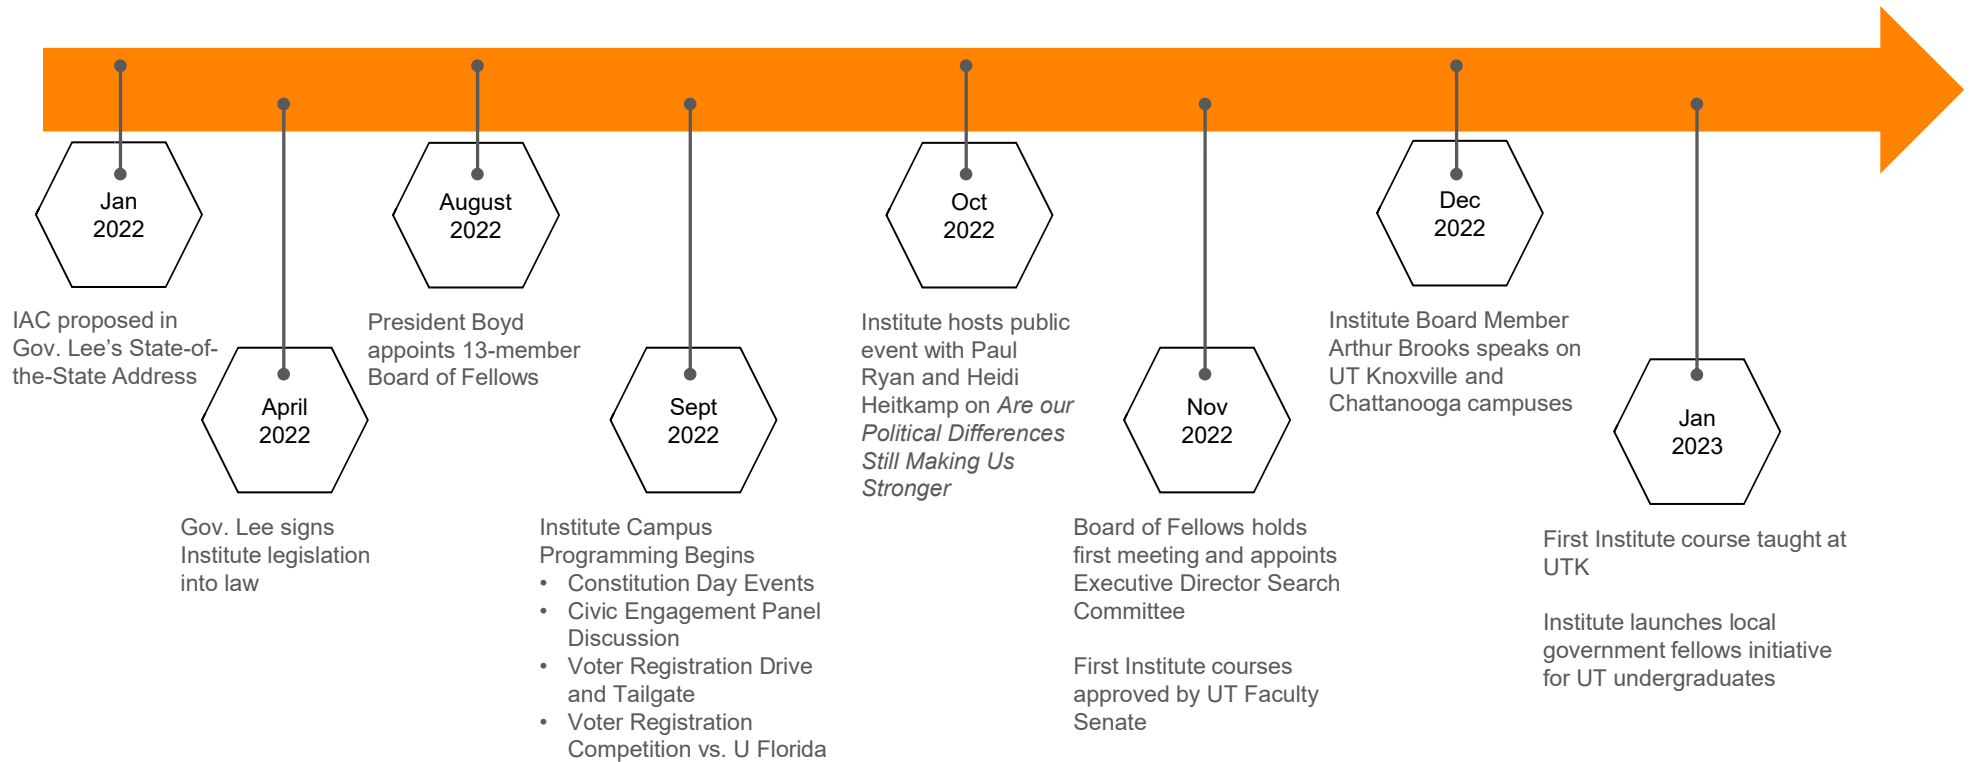 Jan
2022
IAC proposed in
Gov. Lee’s State-of-
the-State Address
April
2022
Gov. Lee signs
Institute legislation
into law
August
2022
President Boyd
appoints 13-member
Board of Fellows
Sept
2022
Institute Campus
Programming Begins
• Constitution Day Events
• Civic Engagement Panel
Discussion
• Voter Registration Drive
and Tailgate
• Voter Registration
Competition vs. U Florida
Oct
2022
Institute hosts public
event with Paul
Ryan and Heidi
Heitkamp on Are our
Political Differences
Still Making Us
Stronger
Nov
2022
Board of Fellows holds
first meeting and appoints
Executive Director Search
Committee
First Institute courses
approved by UT Faculty
Senate
Dec
2022
Institute Board Member
Arthur Brooks speaks on
UT Knoxville and
Chattanooga campuses
Jan
2023
First Institute course taught at
UTK
Institute launches local
government fellows initiative
for UT undergraduates